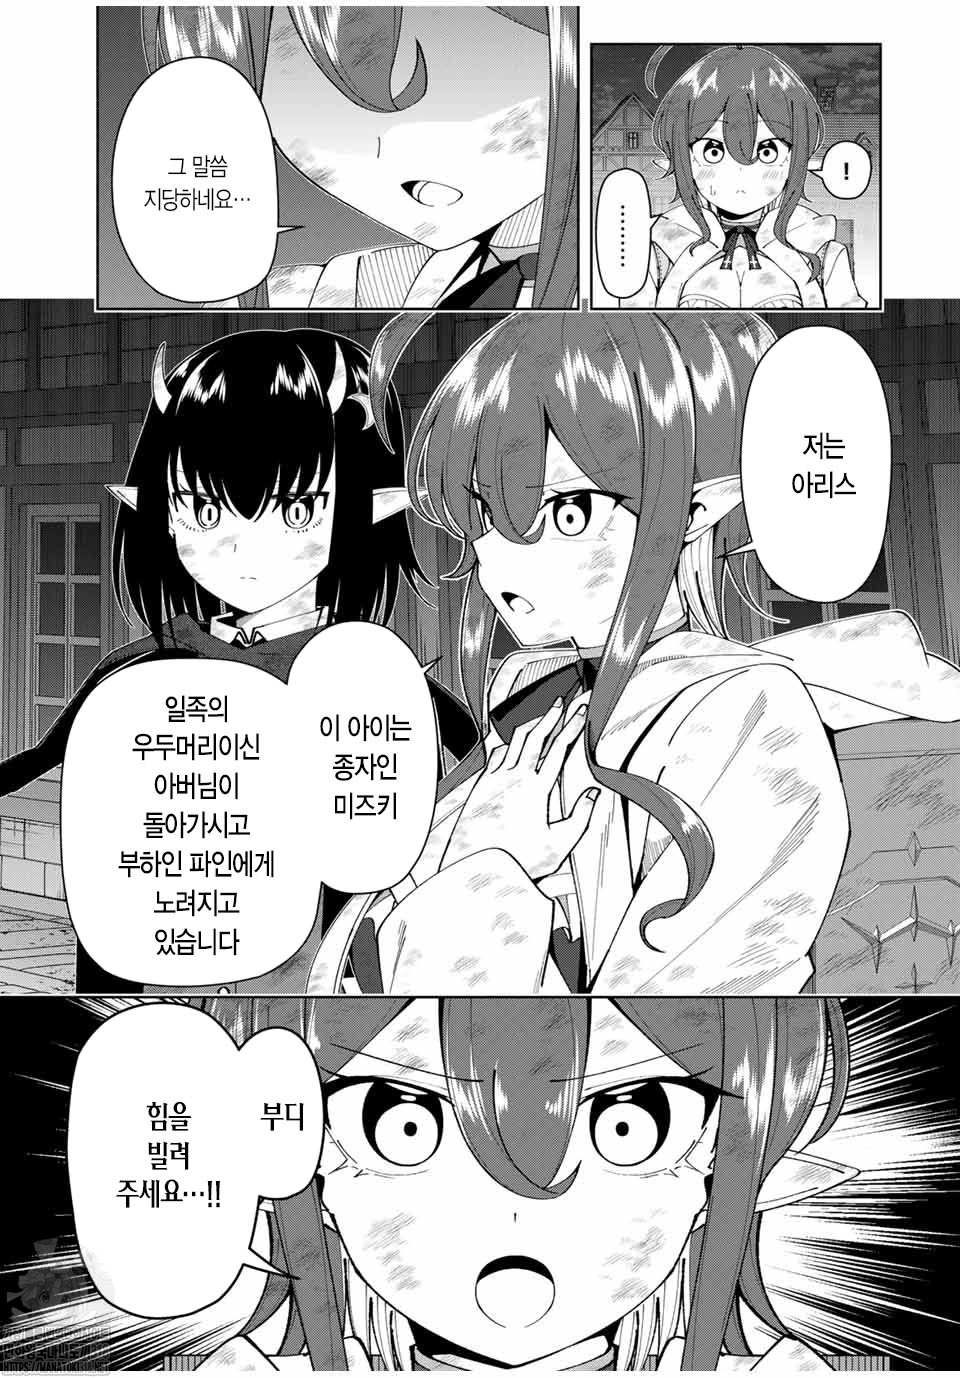 !
………
그 말씀
지당하네요…
저는
아리스
이 아이는
종자인
미즈키
일족의
우두머리이신
아버님이
돌아가시고
부하인 파인에게
노려지고
있습니다
부디
힘을
빌려
주세요…!!
HTTPS://MANATOKI318.NET